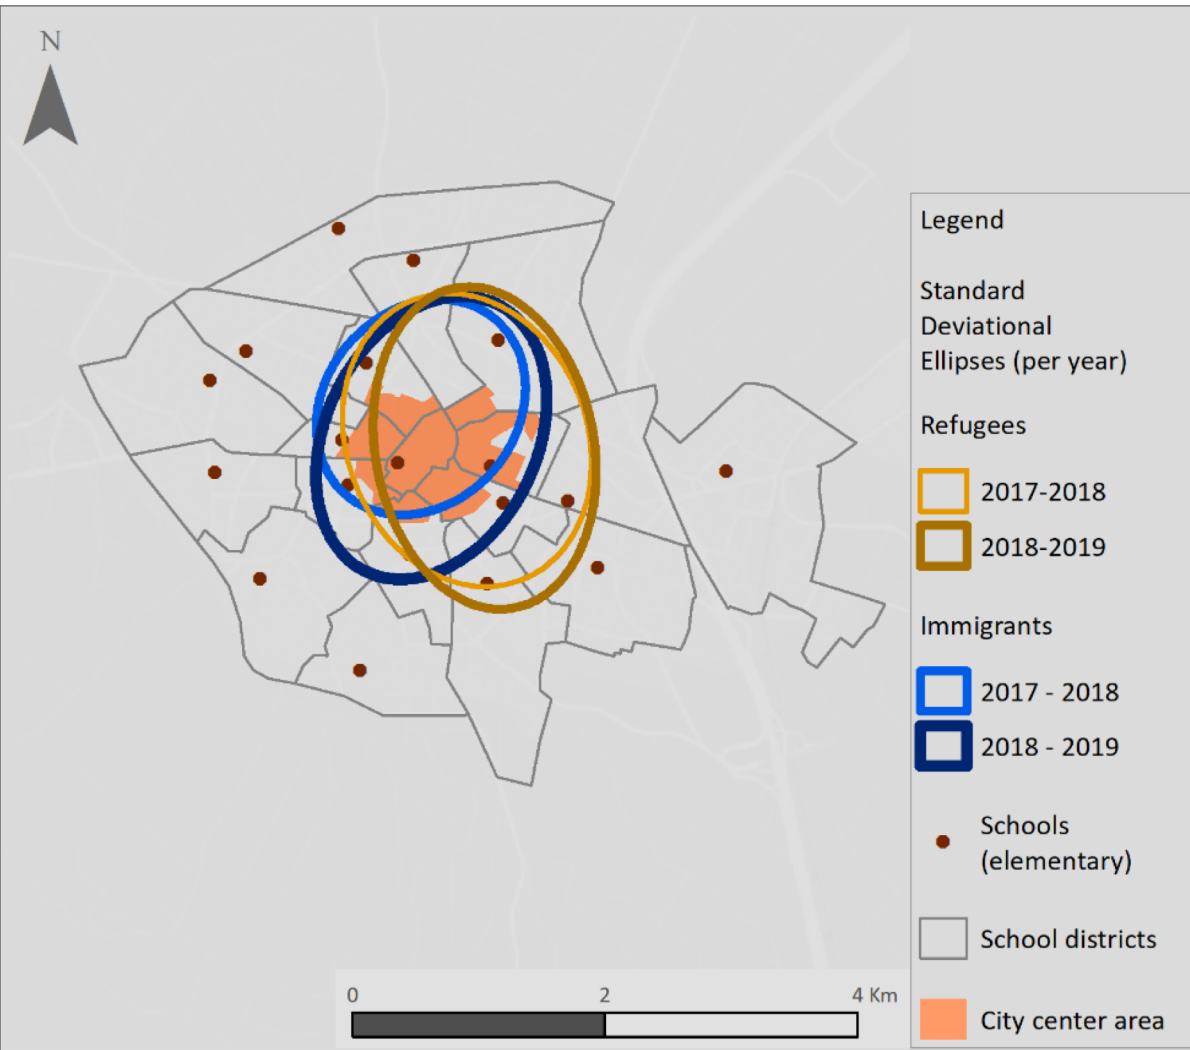 N
Legend
Standard
Deviational
Ellipses (per year)
Refugees
2017-2018
2018-2019
Immigrants
2017 - 2018
2018 - 2019
Schools
(elementary)
School districts
City center area
0 2 4 Km